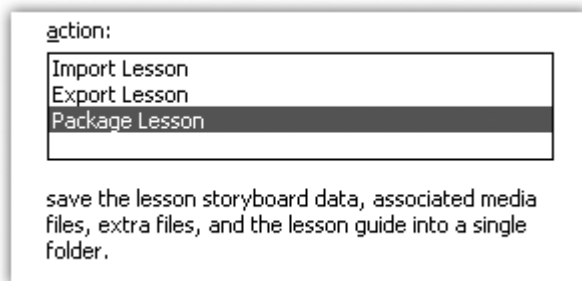 action:
Import Lesson
Export Lesson
Package Lesson
save the lesson storyboard data, associated media
files, extra files, and the lesson guide into a single
folder.